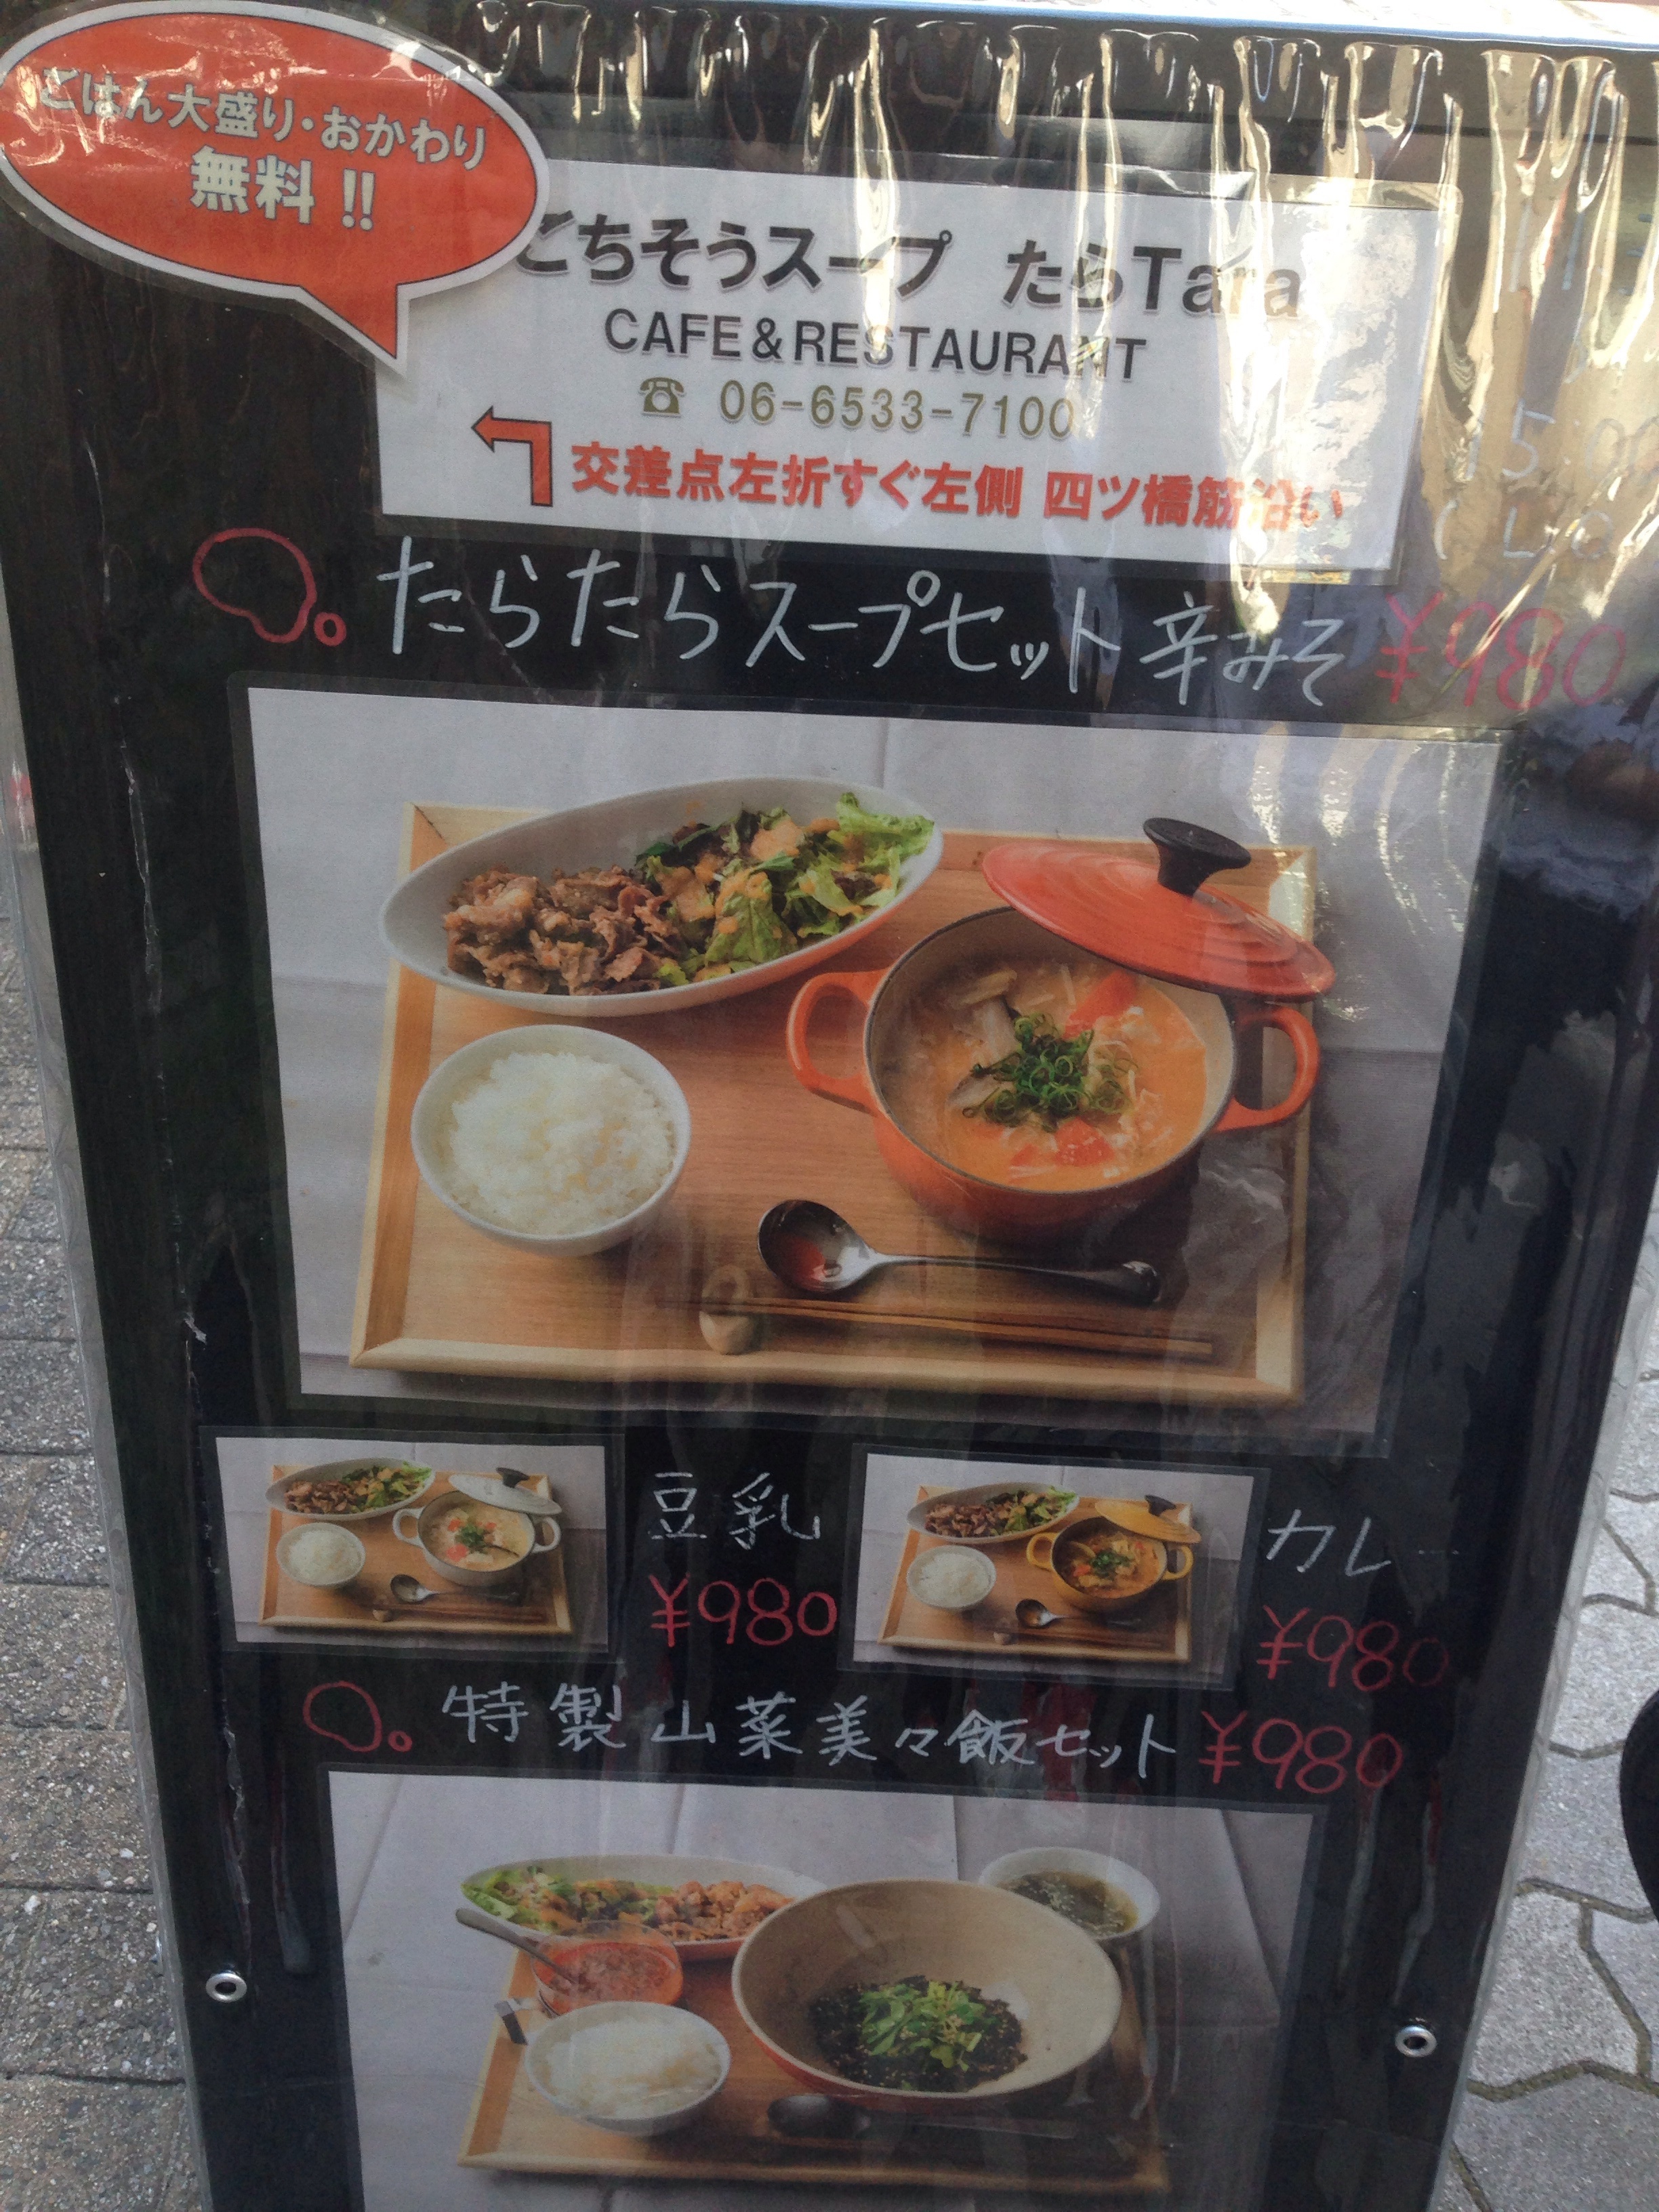 ごはん大盛り・おかわり
無料!!
ごちそうスープ たらTara
CAFE&RESTAURANT
☎ 06-6533-7100
交差点左折すぐ左側 四ツ橋筋沿い
たらたらスープセット 辛みそ ¥980
豆乳
¥980
カレー
¥980
特製山菜美々飯セット ¥980